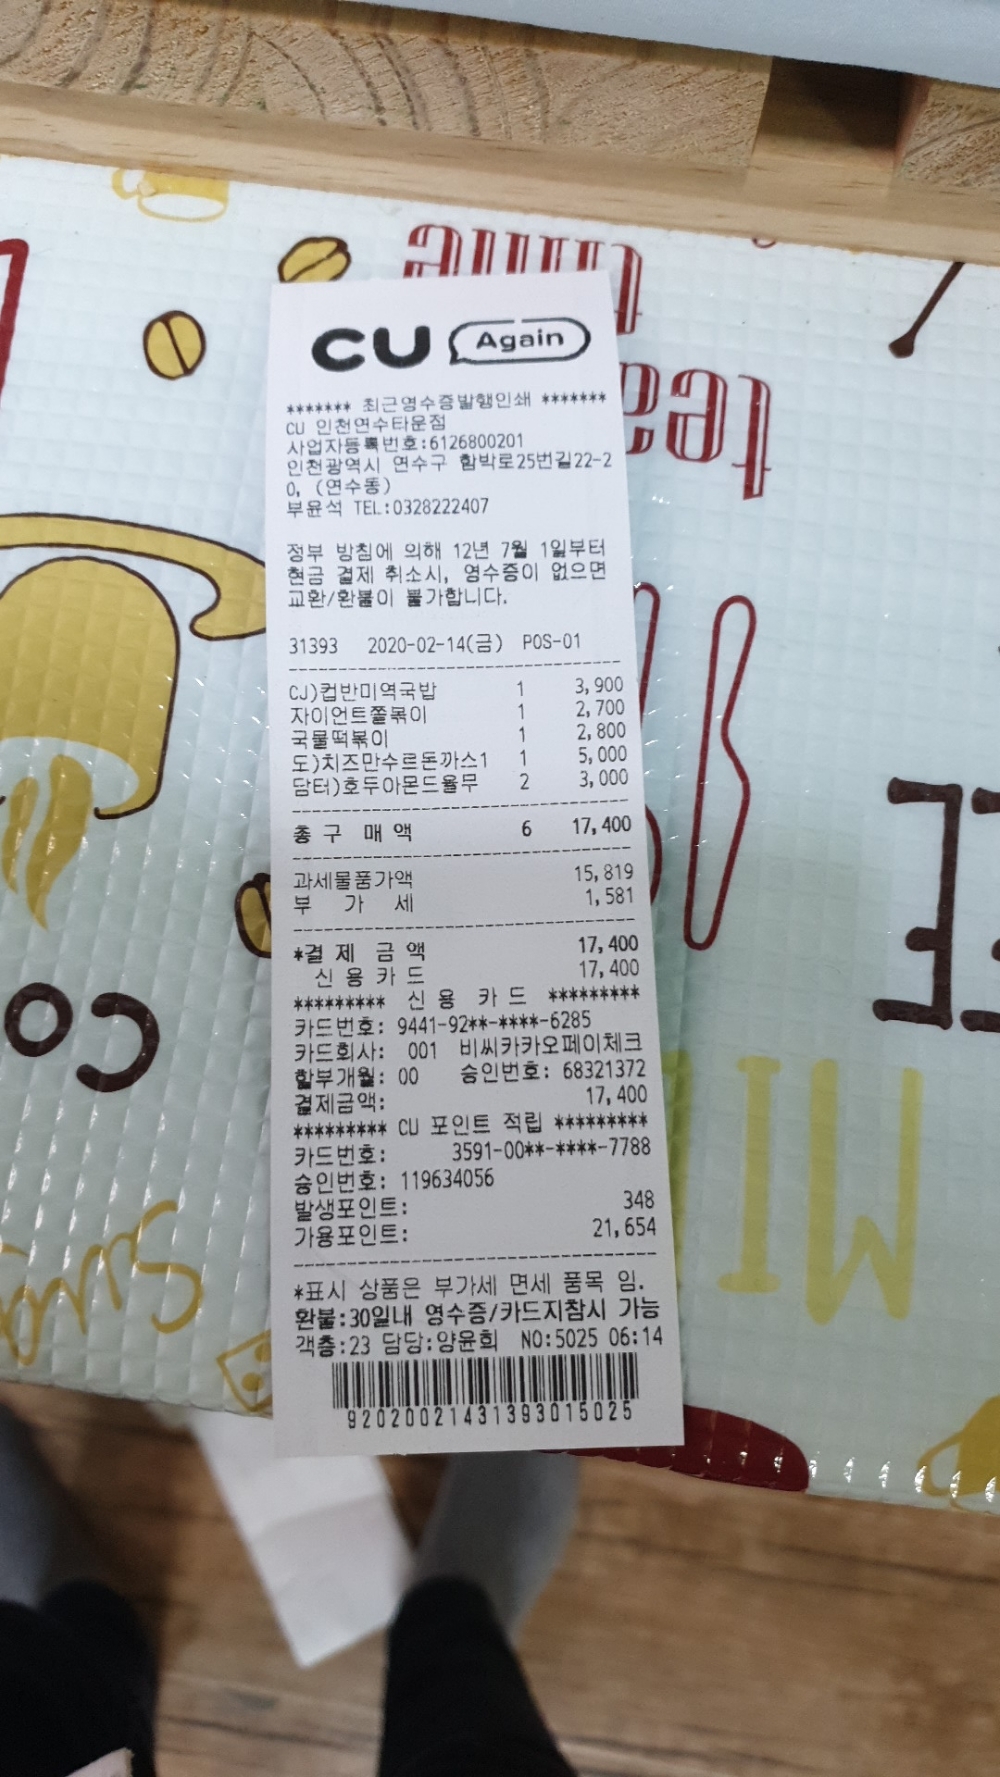 time
tea
CU Again
******* 최근영수증발행인쇄 *******
CU 인천연수타운점
사업자등록번호:6126800201
인천광역시 연수구 함박로25번길22-2
0, (연수동)
부윤석 TEL:0328222407
정부 방침에 의해 12년 7월 1일부터
현금 결제 취소시, 영수증이 없으면
교환/환불이 불가합니다.
31393 2020-02-14(금) POS-01
CJ)컵반미역국밥 1 3,900
자이언트쫄볶이 1 2,700
국물떡볶이 1 2,800
도)치즈만수르돈까스1 1 5,000
담터)호두아몬드율무 2 3,000
총 구 매 액 6 17,400
과세물품가액 15,819
부 가 세 1,581
*결 제 금 액 17,400
신 용 카 드 17,400
********* 신 용 카 드 *********
카드번호: 9441-92**-****-6285
카드회사: 001 비씨카카오페이체크
할부개월: 00 승인번호: 68321372
결제금액: 17,400
********* CU 포인트 적립 *********
카드번호: 3591-00**-****-7788
승인번호: 119634056
발생포인트: 348
가용포인트: 21,654
*표시 상품은 부가세 면세 품목 임.
환불:30일내 영수증/카드지참시 가능
객층:23 담당:양윤희 NO:5025 06:14
9202002143139301 5025